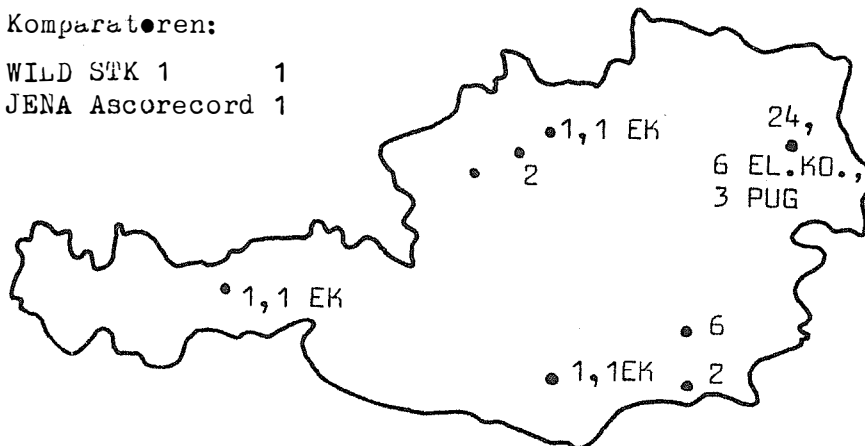 Komparatoren:
WILD STK 1 1
JENA Ascorecord 1
1,1 EK
2
24,
6 EL.KO.,
3 PUG
1,1 EK
6
1,1EK
2